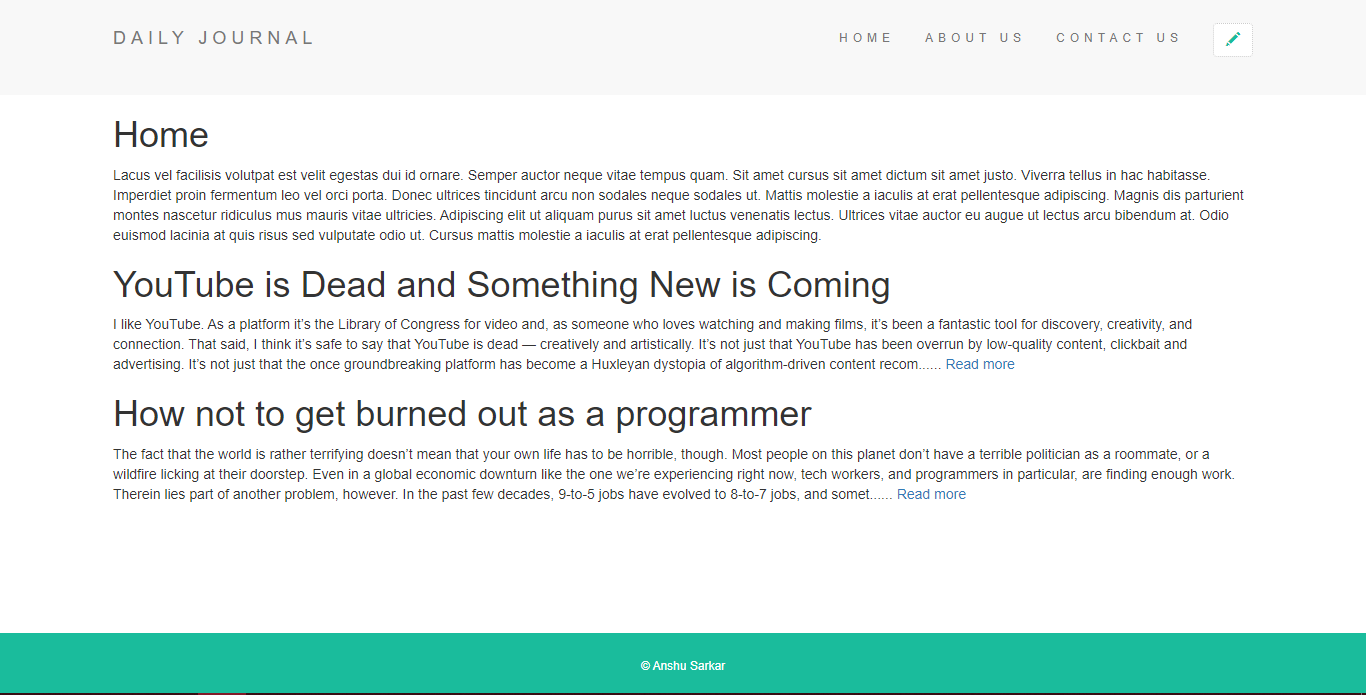 DAILY JOURNAL
HOME ABOUT US CONTACT US
Home
Lacus vel facilisis volutpat est velit egestas dui id ornare. Semper auctor neque vitae tempus quam. Sit amet cursus sit amet dictum sit amet justo. Viverra tellus in hac habitasse.
Imperdiet proin fermentum leo vel orci porta. Donec ultrices tincidunt arcu non sodales neque sodales ut. Mattis molestie a iaculis at erat pellentesque adipiscing. Magnis dis parturient
montes nascetur ridiculus mus mauris vitae ultricies. Adipiscing elit ut aliquam purus sit amet luctus venenatis lectus. Ultrices vitae auctor eu augue ut lectus arcu bibendum at. Odio
euismod lacinia at quis risus sed vulputate odio ut. Cursus mattis molestie a iaculis at erat pellentesque adipiscing.
YouTube is Dead and Something New is Coming
I like YouTube. As a platform it’s the Library of Congress for video and, as someone who loves watching and making films, it’s been a fantastic tool for discovery, creativity, and
connection. That said, I think it’s safe to say that YouTube is dead — creatively and artistically. It’s not just that YouTube has been overrun by low-quality content, clickbait and
advertising. It’s not just that the once groundbreaking platform has become a Huxleyan dystopia of algorithm-driven content recom...... Read more
How not to get burned out as a programmer
The fact that the world is rather terrifying doesn’t mean that your own life has to be horrible, though. Most people on this planet don’t have a terrible politician as a roommate, or a
wildfire licking at their doorstep. Even in a global economic downturn like the one we’re experiencing right now, tech workers, and programmers in particular, are finding enough work.
Therein lies part of another problem, however. In the past few decades, 9-to-5 jobs have evolved to 8-to-7 jobs, and somet...... Read more
© Anshu Sarkar